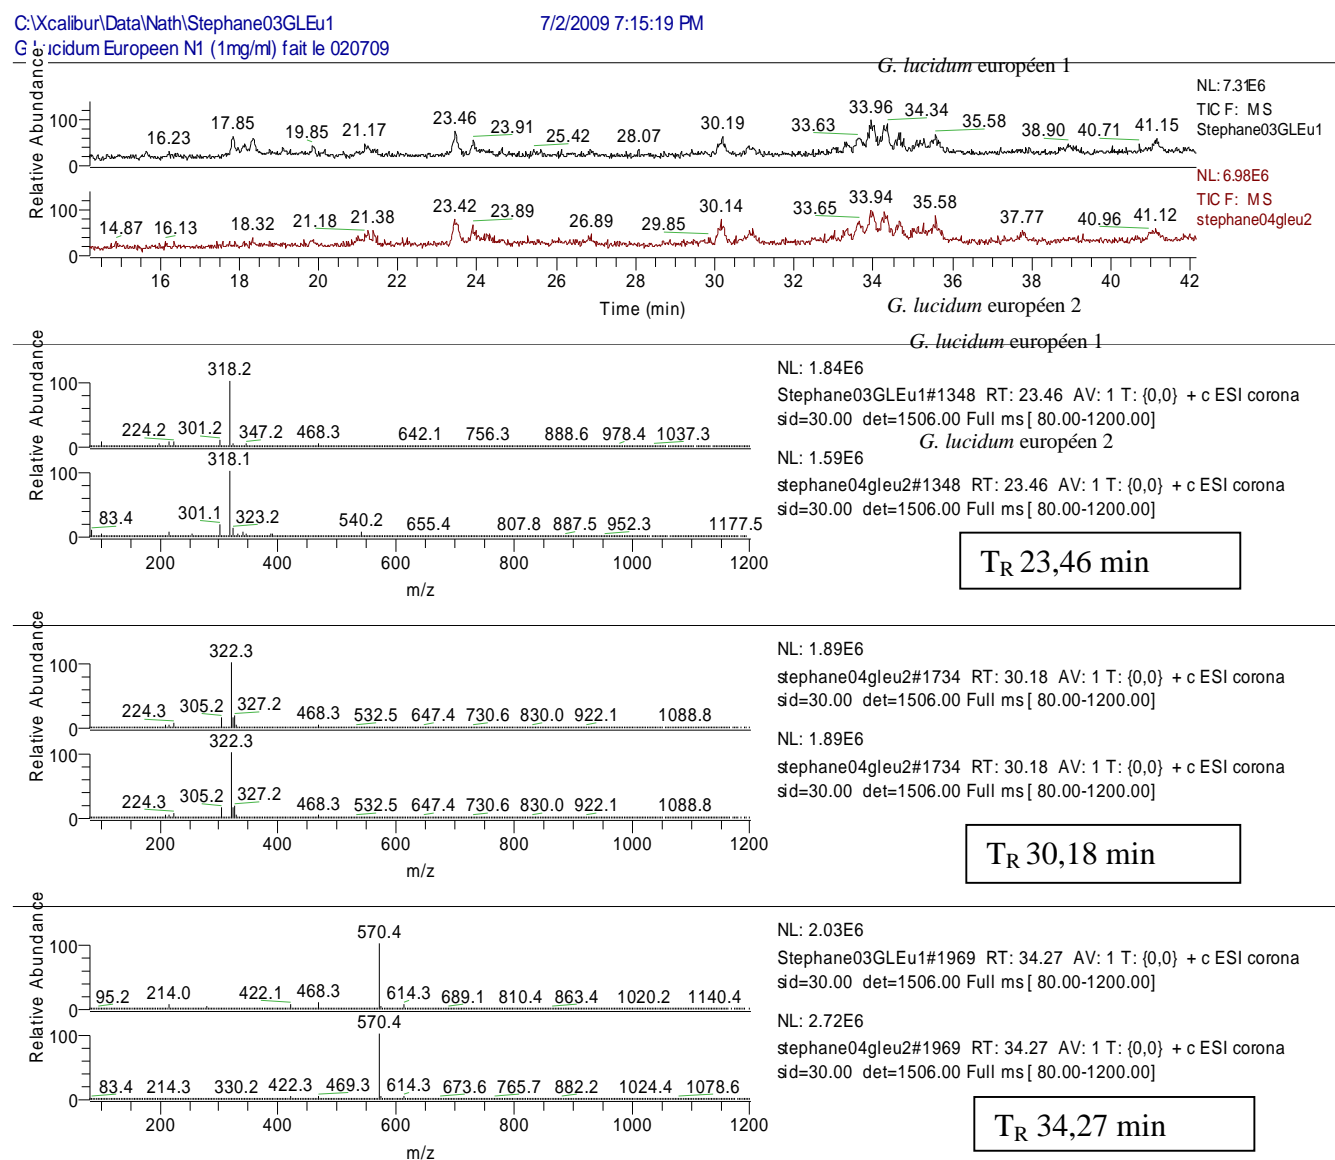 C:\Xcalibur\Data\Nath\Stephane03GLEu1 7/2/2009 7:15:19 PM
G Lucidum Europeen N1 (1mg/ml) fait le 020709
G. lucidum européen 1
Relative Abundance
100
0
16.23 17.85 19.85 21.17 23.46 23.91 25.42 28.07 30.19 33.63 33.96 34.34 35.58 38.90 40.71 41.15
NL: 7.31E6
TIC F: MS
Stephane03GLEu1
100
0
14.87 16.13 18.32 21.18 21.38 23.42 23.89 26.89 29.85 30.14 33.65 33.94 35.58 37.77 40.96 41.12
NL: 6.98E6
TIC F: MS
stephane04gleu2
16 18 20 22 24 26 28 30 32 34 36 38 40 42
Time (min)
G. lucidum européen 2
G. lucidum européen 1
Relative Abundance
100
0
224.2 301.2 318.2 347.2 468.3 642.1 756.3 888.6 978.4 1037.3
NL: 1.84E6
Stephane03GLEu1#1348 RT: 23.46 AV: 1 T: {0,0} + c ESI corona
sid=30.00 det=1506.00 Full ms [ 80.00-1200.00]
G. lucidum européen 2
100
0
83.4 301.1 318.1 323.2 540.2 655.4 807.8 887.5 952.3 1177.5
NL: 1.59E6
stephane04gleu2#1348 RT: 23.46 AV: 1 T: {0,0} + c ESI corona
sid=30.00 det=1506.00 Full ms [ 80.00-1200.00]
200 400 600 800 1000 1200
m/z
TR 23,46 min
Relative Abundance
100
0
224.3 305.2 322.3 327.2 468.3 532.5 647.4 730.6 830.0 922.1 1088.8
NL: 1.89E6
stephane04gleu2#1734 RT: 30.18 AV: 1 T: {0,0} + c ESI corona
sid=30.00 det=1506.00 Full ms [ 80.00-1200.00]
100
0
224.3 305.2 322.3 327.2 468.3 532.5 647.4 730.6 830.0 922.1 1088.8
NL: 1.89E6
stephane04gleu2#1734 RT: 30.18 AV: 1 T: {0,0} + c ESI corona
sid=30.00 det=1506.00 Full ms [ 80.00-1200.00]
200 400 600 800 1000 1200
m/z
TR 30,18 min
Relative Abundance
100
0
95.2 214.0 422.1 468.3 570.4 614.3 689.1 810.4 863.4 1020.2 1140.4
NL: 2.03E6
Stephane03GLEu1#1969 RT: 34.27 AV: 1 T: {0,0} + c ESI corona
sid=30.00 det=1506.00 Full ms [ 80.00-1200.00]
100
0
83.4 214.3 330.2 422.3 469.3 570.4 614.3 673.6 765.7 882.2 1024.4 1078.6
NL: 2.72E6
stephane04gleu2#1969 RT: 34.27 AV: 1 T: {0,0} + c ESI corona
sid=30.00 det=1506.00 Full ms [ 80.00-1200.00]
200 400 600 800 1000 1200
m/z
TR 34,27 min